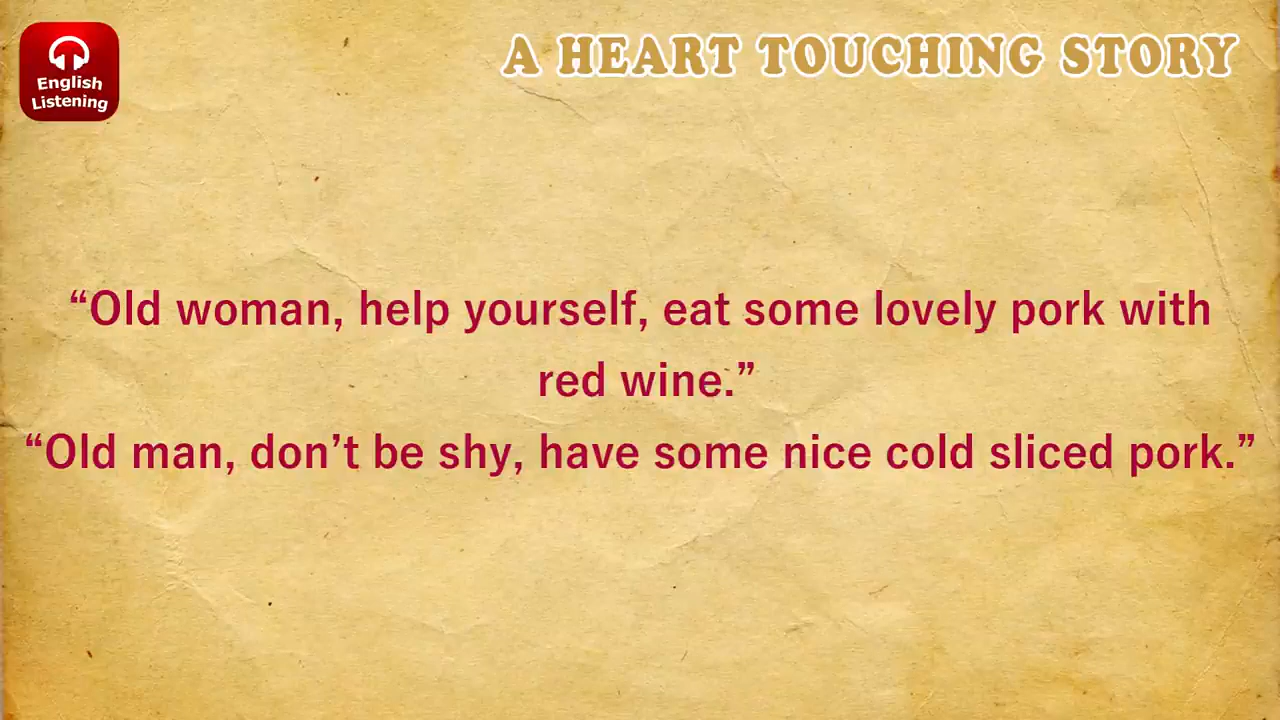 English
Listening
A HEART TOUCHING STORY
“Old woman, help yourself, eat some lovely pork with
red wine.”
“Old man, don’t be shy, have some nice cold sliced pork.”